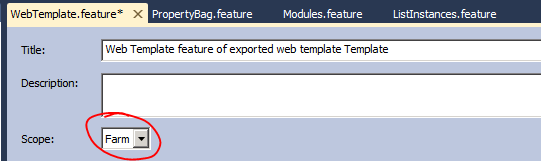 WebTemplate.feature* PropertyBag.feature Modules.feature ListInstances.feature
Title: Web Template feature of exported web template Template
Description:
Scope: Farm